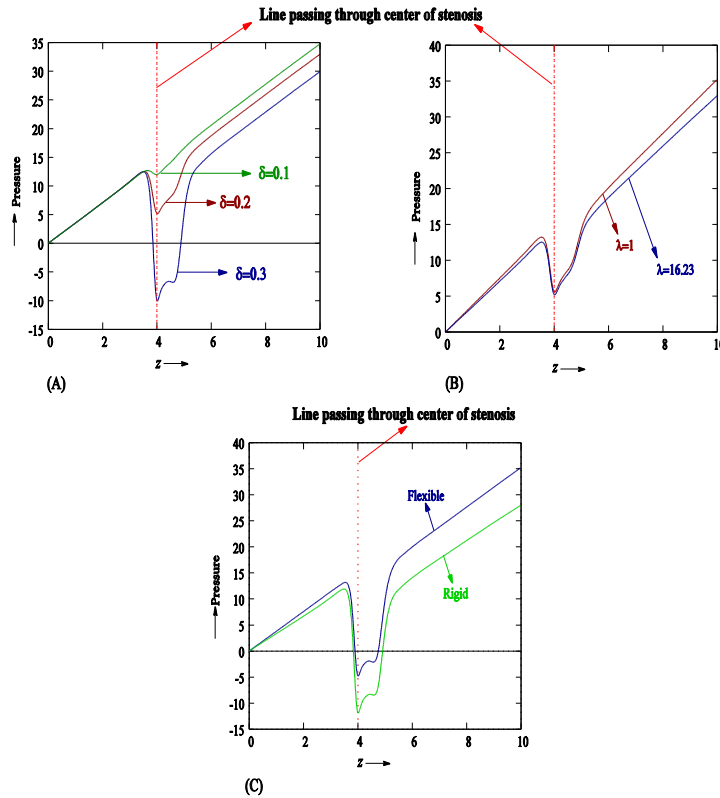 Line passing through center of stenosis
35
30
25
20
15
10
5
0
-5
-10
-15
Pressure
δ=0.1
δ=0.2
δ=0.3
0 2 4 6 8 10
z
(A)
40
35
30
25
20
15
10
5
0
Pressure
λ=1
λ=16.23
0 2 4 6 8 10
z
(B)
Line passing through center of stenosis
40
35
30
25
20
15
10
5
0
-5
-10
-15
Pressure
Flexible
Rigid
0 2 4 6 8 10
z
(C)